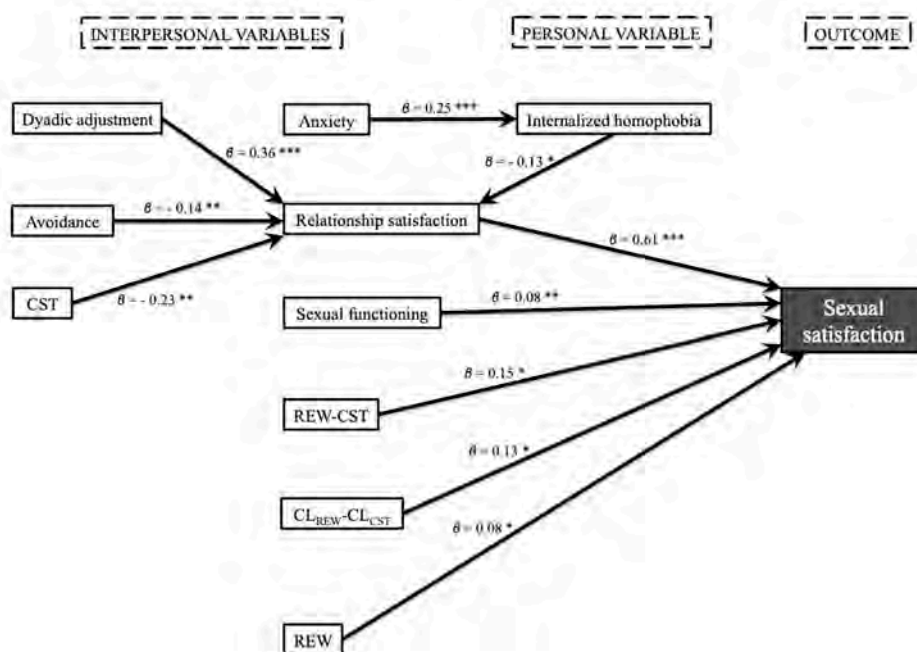 INTERPERSONAL VARIABLES
PERSONAL VARIABLE
OUTCOME
Dyadic adjustment
Anxiety
β = 0.25 ***
Internalized homophobia
β = 0.36 ***
β = - 0.13 *
Avoidance
β = - 0.14 **
Relationship satisfaction
β = 0.61 ***
CST
β = - 0.23 **
Sexual functioning
β = 0.08 **
Sexual
satisfaction
REW-CST
β = 0.15 *
CL_REW-CL_CST
β = 0.13 *
β = 0.08 *
REW